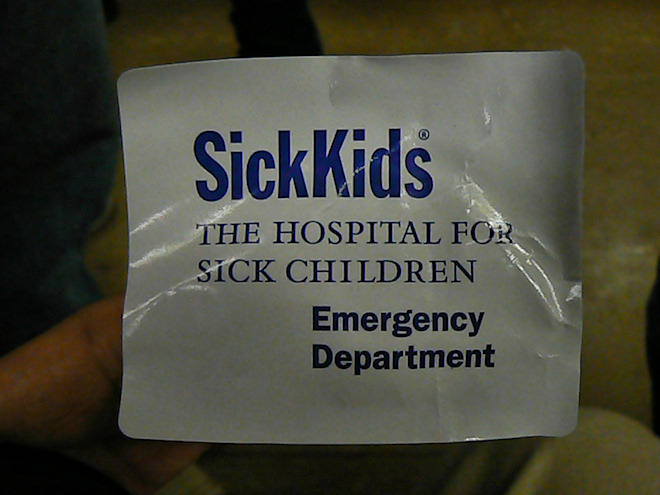 SickKids®
THE HOSPITAL FOR
SICK CHILDREN
Emergency
Department